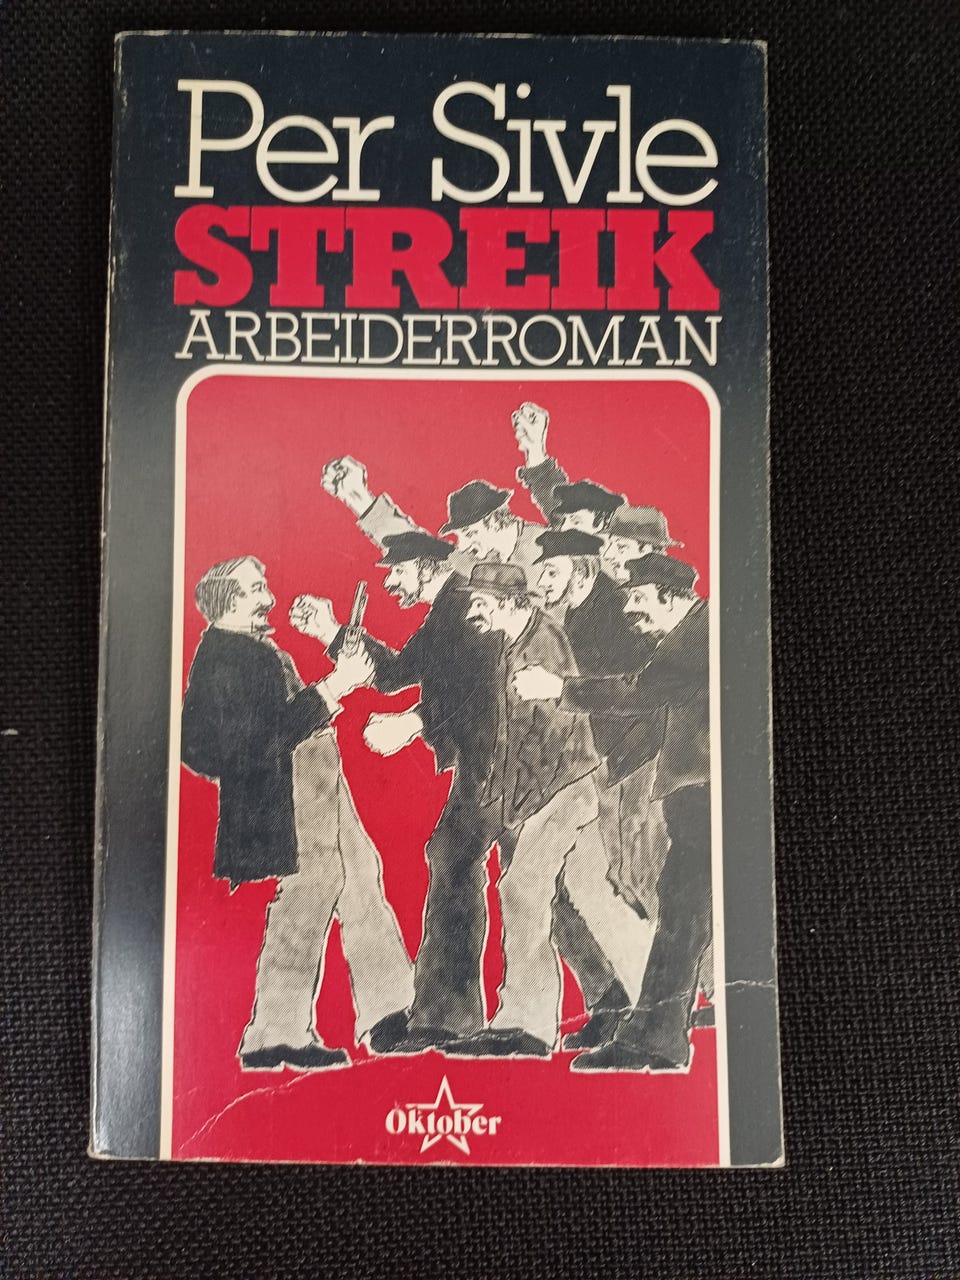 Per Sivle
STREIK
ARBEIDERROMAN
Oktober